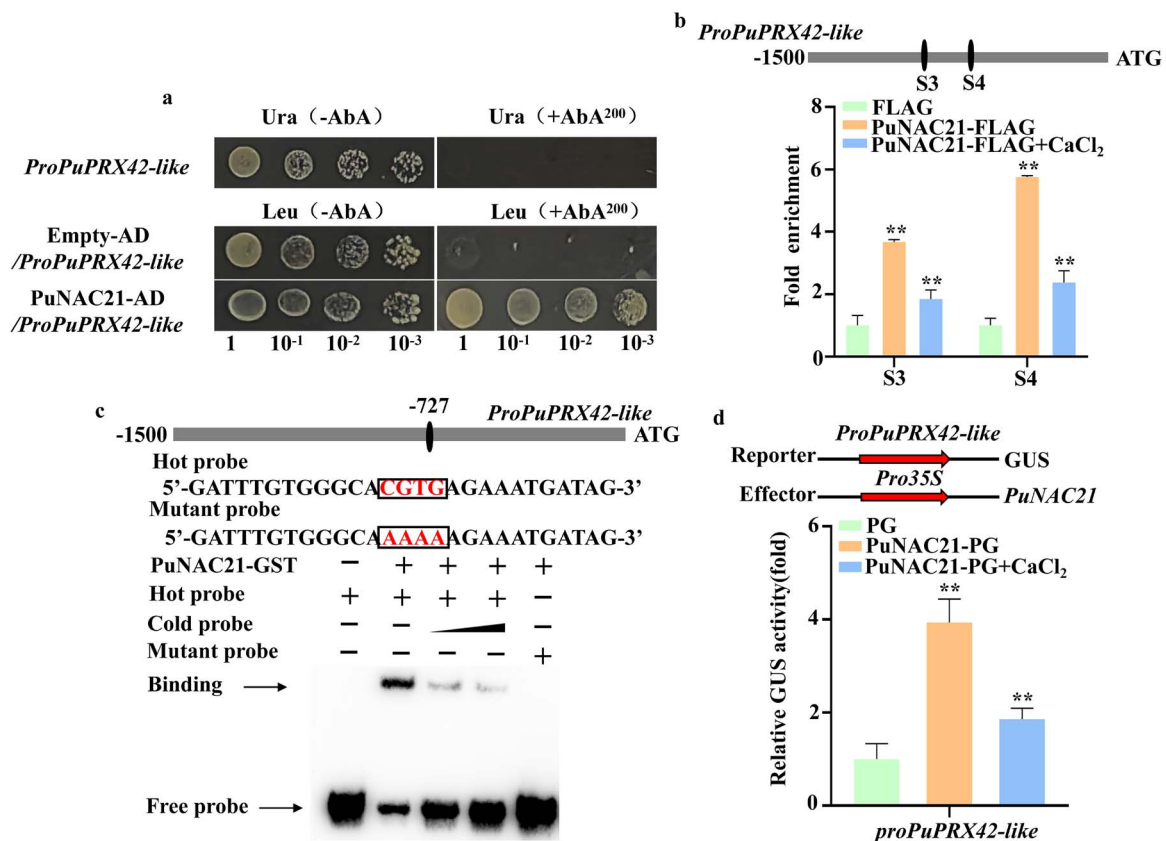 a
Ura（-AbA） Ura（+AbA²⁰⁰）
ProPuPRX42-like
Leu（-AbA） Leu（+AbA²⁰⁰）
Empty-AD
/ProPuPRX42-like
PuNAC21-AD
/ProPuPRX42-like
1 10⁻¹ 10⁻² 10⁻³ 1 10⁻¹ 10⁻² 10⁻³
b
ProPuPRX42-like
-1500 ATG
S3 S4
FLAG
PuNAC21-FLAG
PuNAC21-FLAG+CaCl₂
Fold enrichment
8
6
4
2
0
** ** ** **
S3 S4
c
-727 ProPuPRX42-like
-1500 ATG
Hot probe
5’-GATTTGTGGGCACGTGAGAAATGATAG-3’
Mutant probe
5’-GATTTGTGGGCAAAAAAGAAATGATAG-3’
PuNAC21-GST − + + + +
Hot probe + + + + −
Cold probe − − −
Mutant probe − − − − +
Binding
Free probe
d
ProPuPRX42-like
Reporter GUS
Pro35S
Effector PuNAC21
PG
PuNAC21-PG
PuNAC21-PG+CaCl₂
Relative GUS activity(fold)
6
4
2
0
** **
proPuPRX42-like